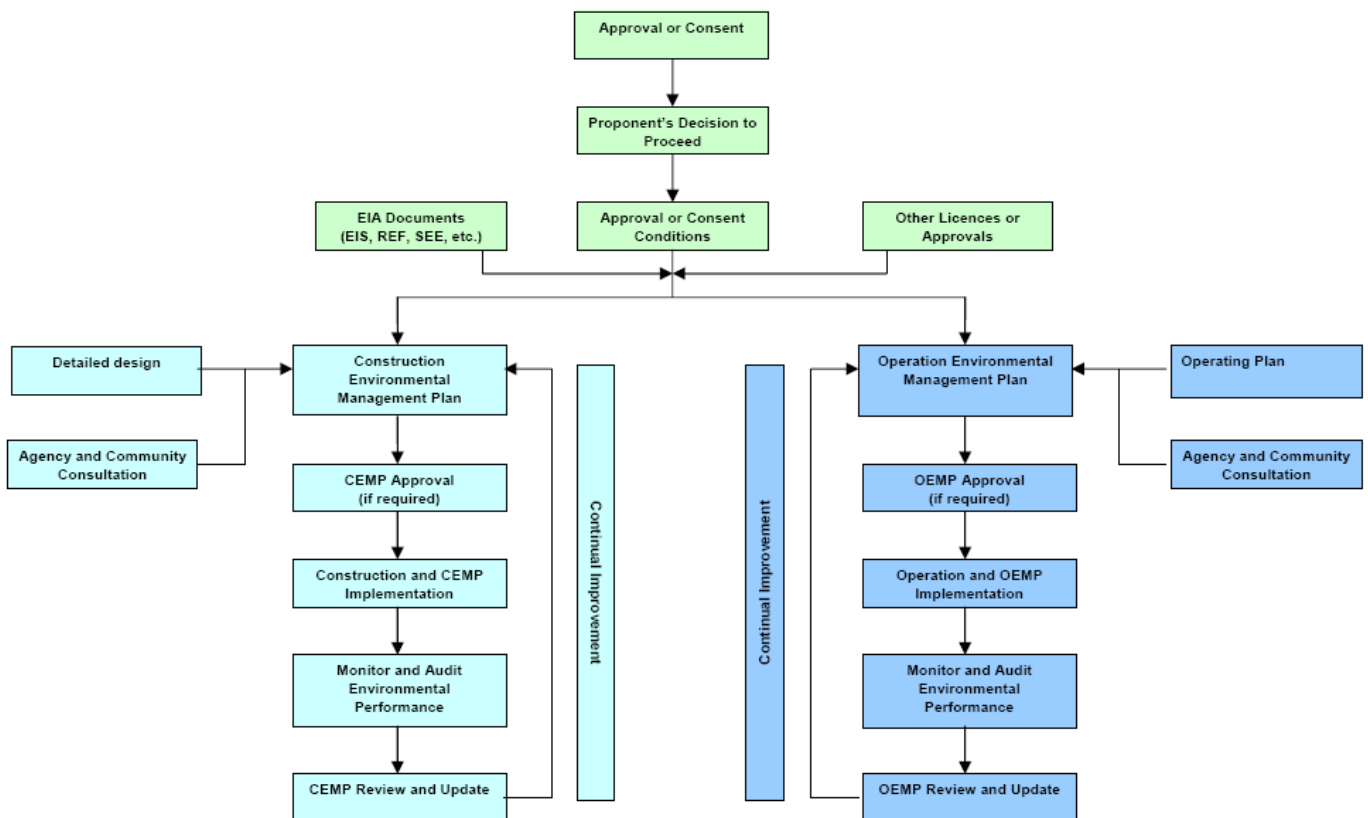 Approval or Consent
Proponent's Decision to
Proceed
EIA Documents
(EIS, REF, SEE, etc.)
Approval or Consent
Conditions
Other Licences or
Approvals
Detailed design
Agency and Community
Consultation
Construction
Environmental
Management Plan
CEMP Approval
(if required)
Construction and CEMP
Implementation
Monitor and Audit
Environmental
Performance
CEMP Review and Update
Continual Improvement
Continual Improvement
Operation Environmental
Management Plan
OEMP Approval
(if required)
Operation and OEMP
Implementation
Monitor and Audit
Environmental
Performance
OEMP Review and Update
Operating Plan
Agency and Community
Consultation